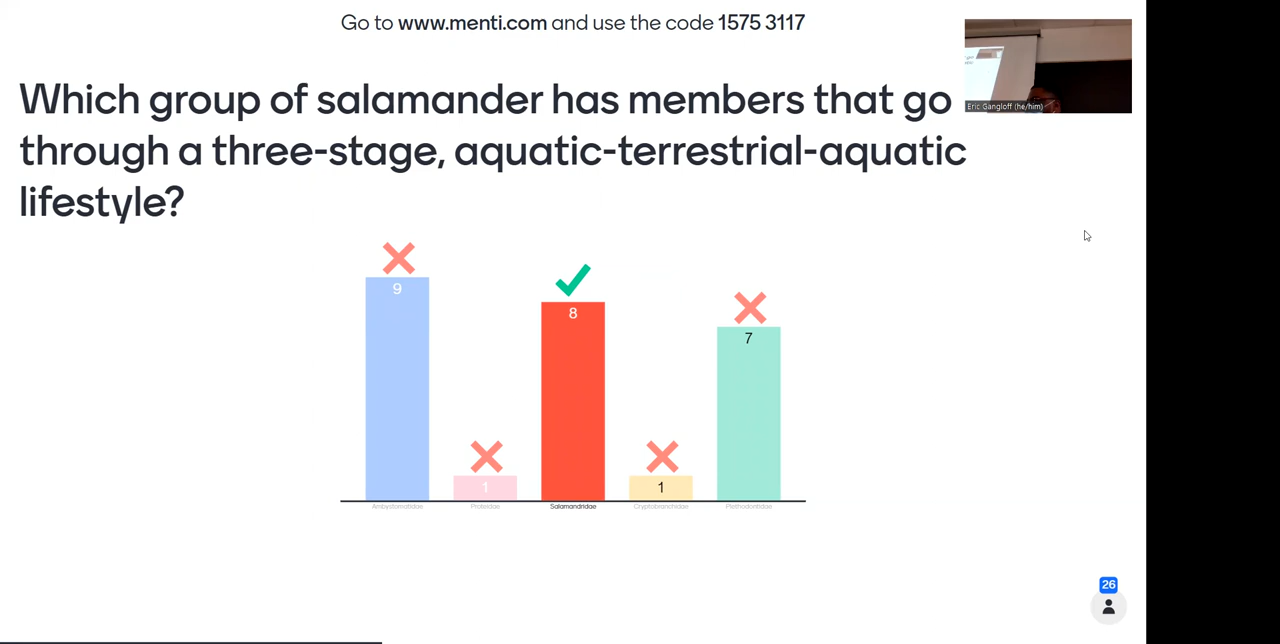 Go to www.menti.com and use the code 1575 3117
Which group of salamander has members that go
through a three-stage, aquatic-terrestrial-aquatic
lifestyle?
Eric Gangloff (he/him)
9
8
7
1
1
Ambystomatidae
Proteidae
Salamandridae
Cryptobranchidae
Plethodontidae
26